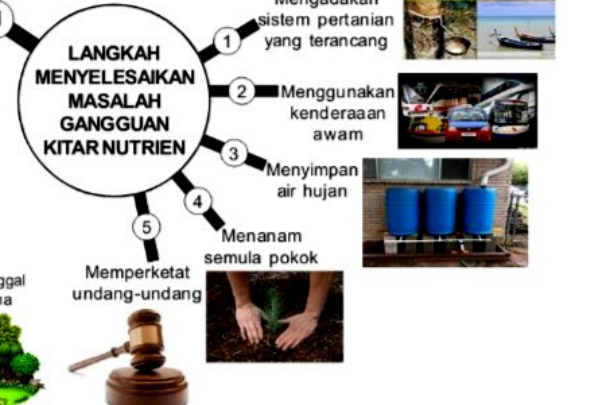 LANGKAH
MENYELESAIKAN
MASALAH
GANGGUAN
KITAR NUTRIEN
1
Mengadakan
sistem pertanian
yang terancang
2
Menggunakan
kenderaaan
awam
3
Menyimpan
air hujan
4
Menanam
semula pokok
5
Memperketat
undang-undang